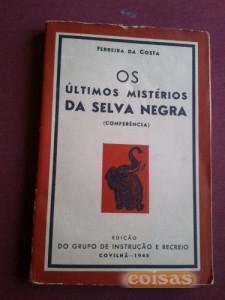 FERREIRA DA COSTA
OS
ÚLTIMOS MISTÉRIOS
DA SELVA NEGRA
(CONFERÊNCIA)
EDIÇÃO
DO GRUPO DE INSTRUÇÃO E RECREIO
COVILHÃ-1945
coisas